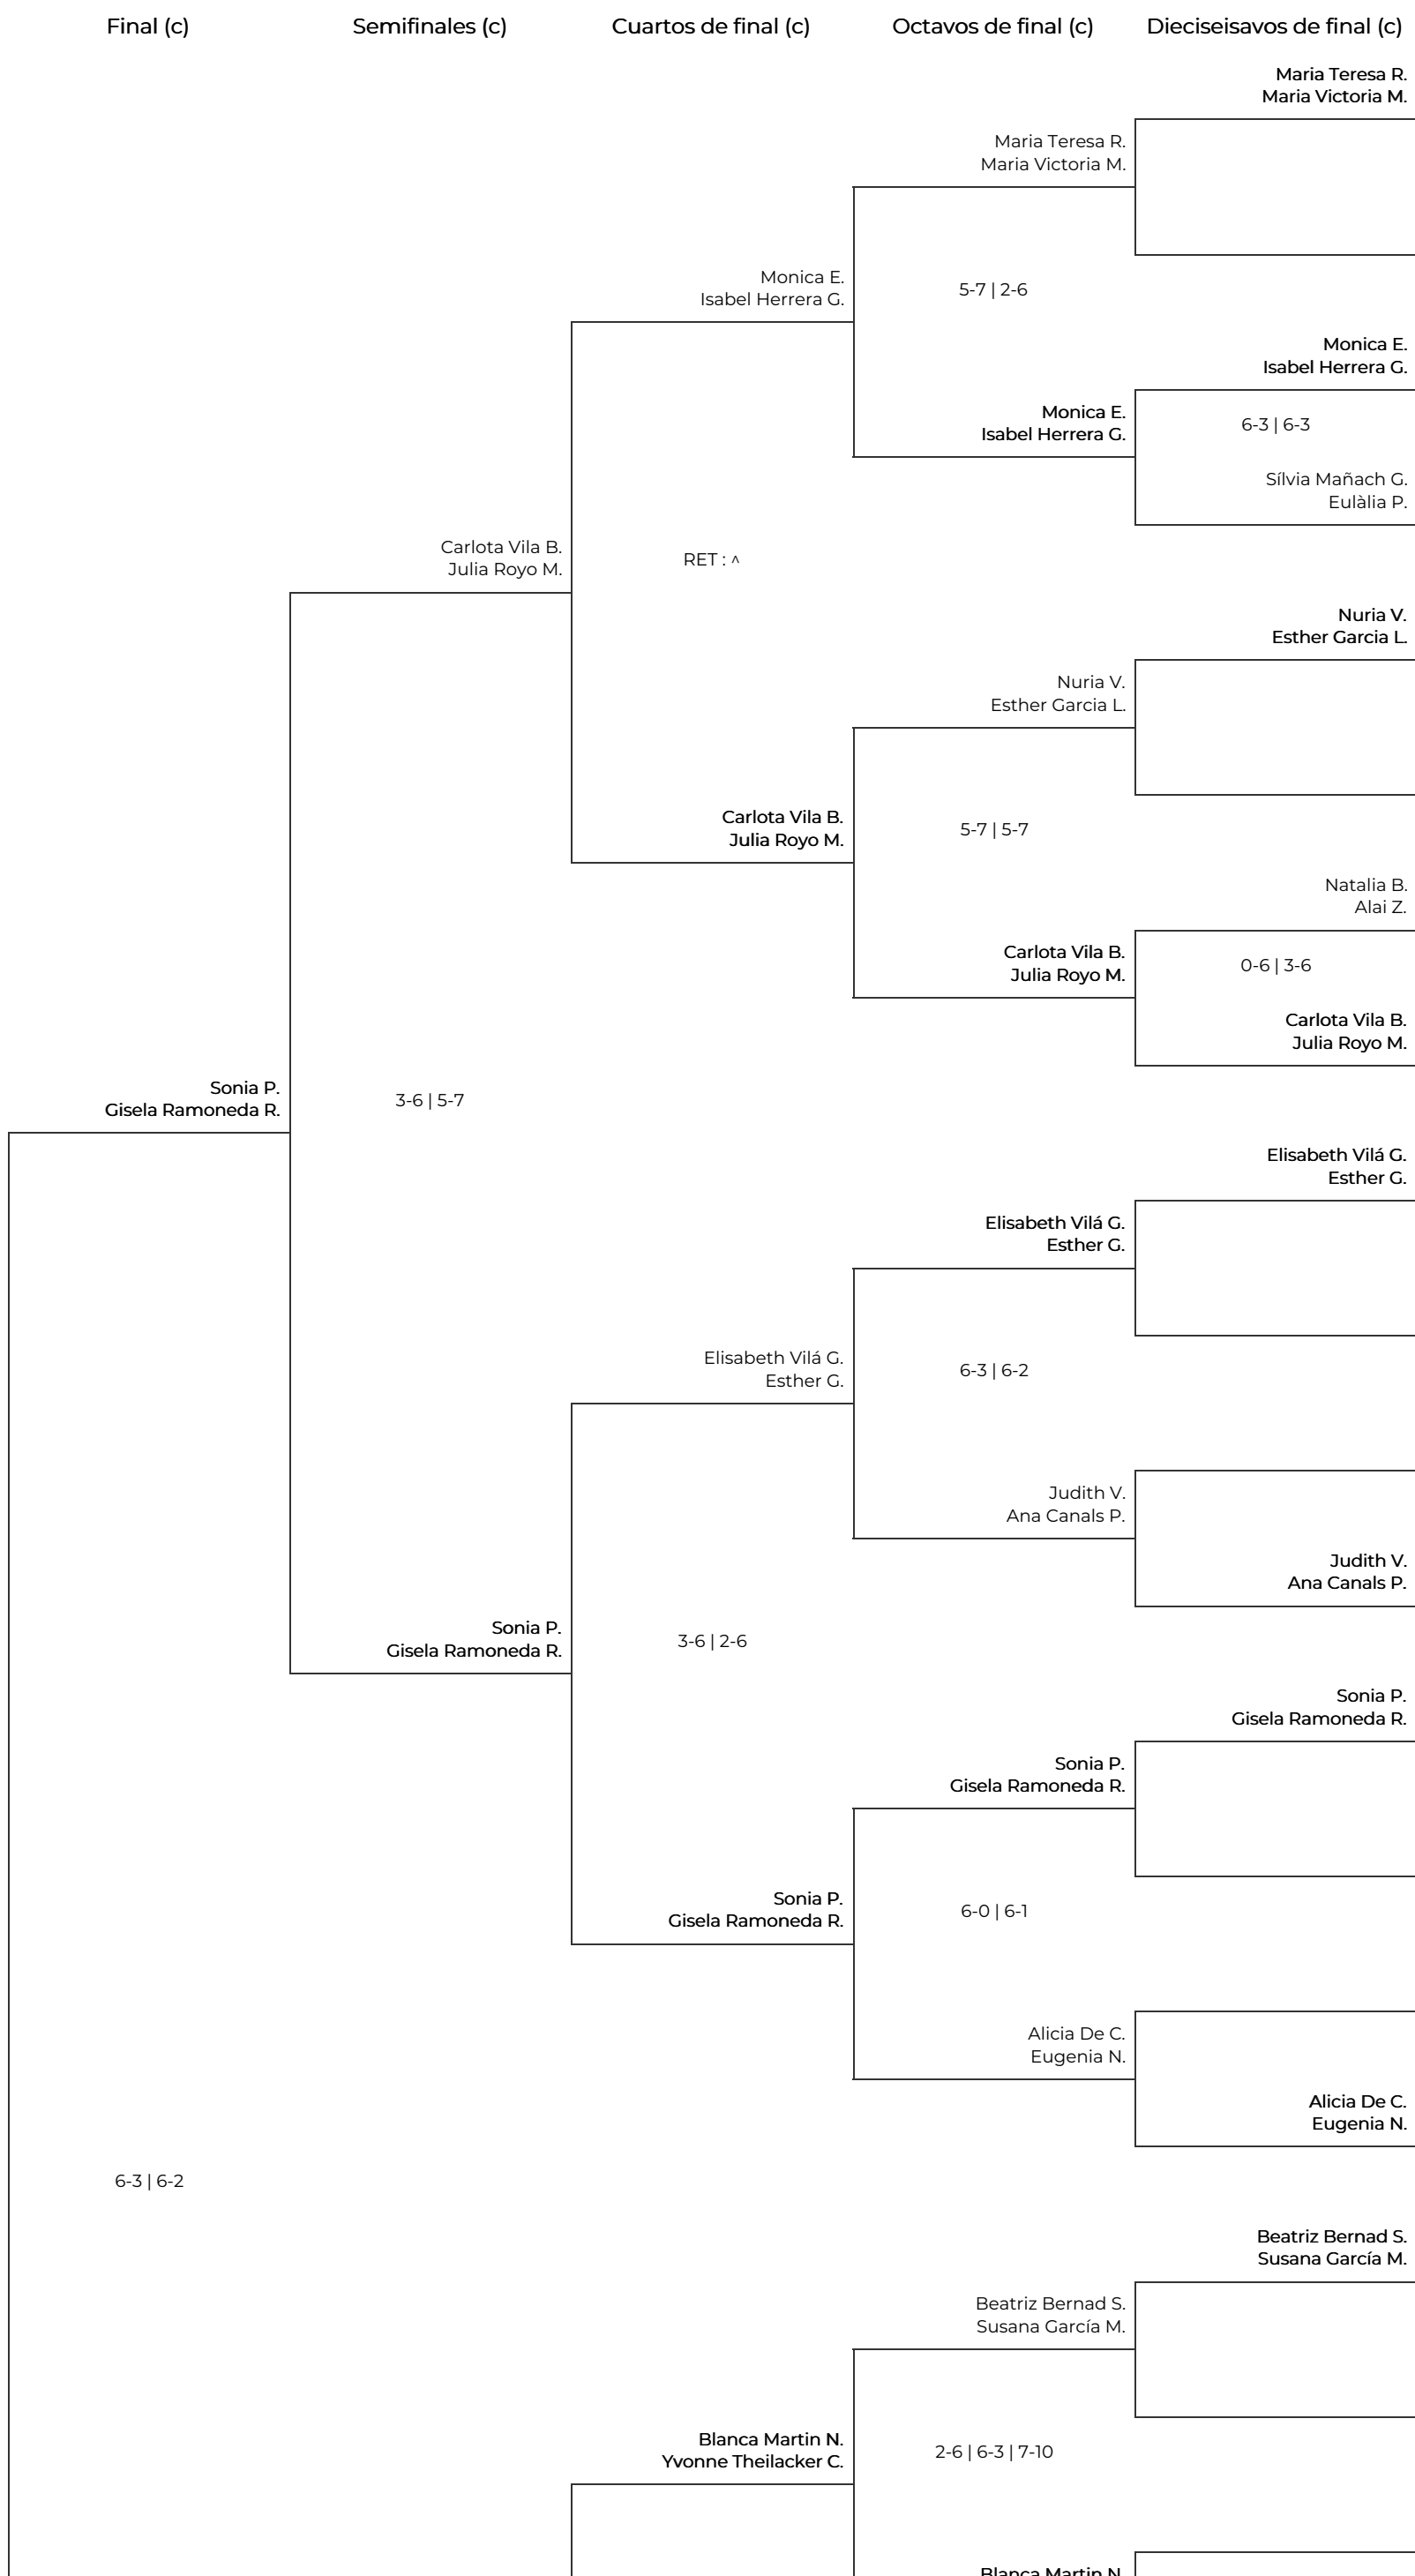 Final (c)
Semifinales (c)
Cuartos de final (c)
Octavos de final (c)
Dieciseisavos de final (c)
Maria Teresa R.
Maria Victoria M.
Maria Teresa R.
Maria Victoria M.
Monica E.
Isabel Herrera G.
5-7 | 2-6
Monica E.
Isabel Herrera G.
Monica E.
Isabel Herrera G.
6-3 | 6-3
Sílvia Mañach G.
Eulàlia P.
Carlota Vila B.
Julia Royo M.
RET : ^
Nuria V.
Esther Garcia L.
Nuria V.
Esther Garcia L.
Carlota Vila B.
Julia Royo M.
5-7 | 5-7
Natalia B.
Alai Z.
Carlota Vila B.
Julia Royo M.
0-6 | 3-6
Carlota Vila B.
Julia Royo M.
Sonia P.
Gisela Ramoneda R.
3-6 | 5-7
Elisabeth Vilá G.
Esther G.
Elisabeth Vilá G.
Esther G.
Elisabeth Vilá G.
Esther G.
6-3 | 6-2
Judith V.
Ana Canals P.
Judith V.
Ana Canals P.
Sonia P.
Gisela Ramoneda R.
3-6 | 2-6
Sonia P.
Gisela Ramoneda R.
Sonia P.
Gisela Ramoneda R.
Sonia P.
Gisela Ramoneda R.
6-0 | 6-1
Alicia De C.
Eugenia N.
Alicia De C.
Eugenia N.
6-3 | 6-2
Beatriz Bernad S.
Susana García M.
Beatriz Bernad S.
Susana García M.
Blanca Martin N.
Yvonne Theilacker C.
2-6 | 6-3 | 7-10
Blanca Martin N.